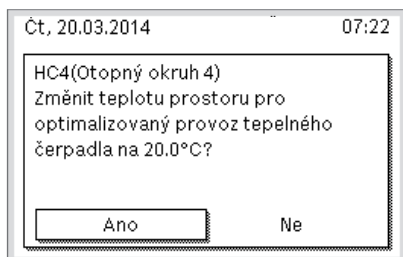 Čt, 20.03.2014 07:22
HC4(Otopný okruh 4)
Změnit teplotu prostoru pro
optimalizovaný provoz tepelného
čerpadla na 20.0°C?
Ano Ne